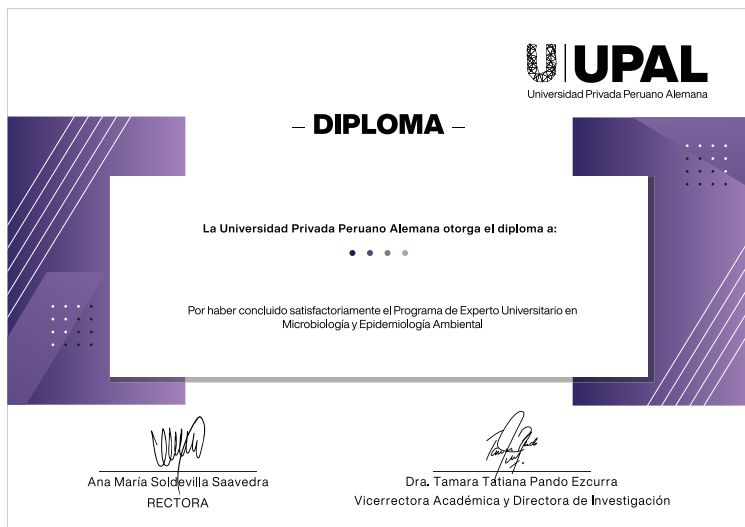 UPAL
Universidad Privada Peruano Alemana
– DIPLOMA –
La Universidad Privada Peruano Alemana otorga el diploma a:
Por haber concluido satisfactoriamente el Programa de Experto Universitario en
Microbiología y Epidemiología Ambiental
Ana María Soldevilla Saavedra
RECTORA
Dra. Tamara Tatiana Pando Ezcurra
Vicerrectora Académica y Directora de Investigación